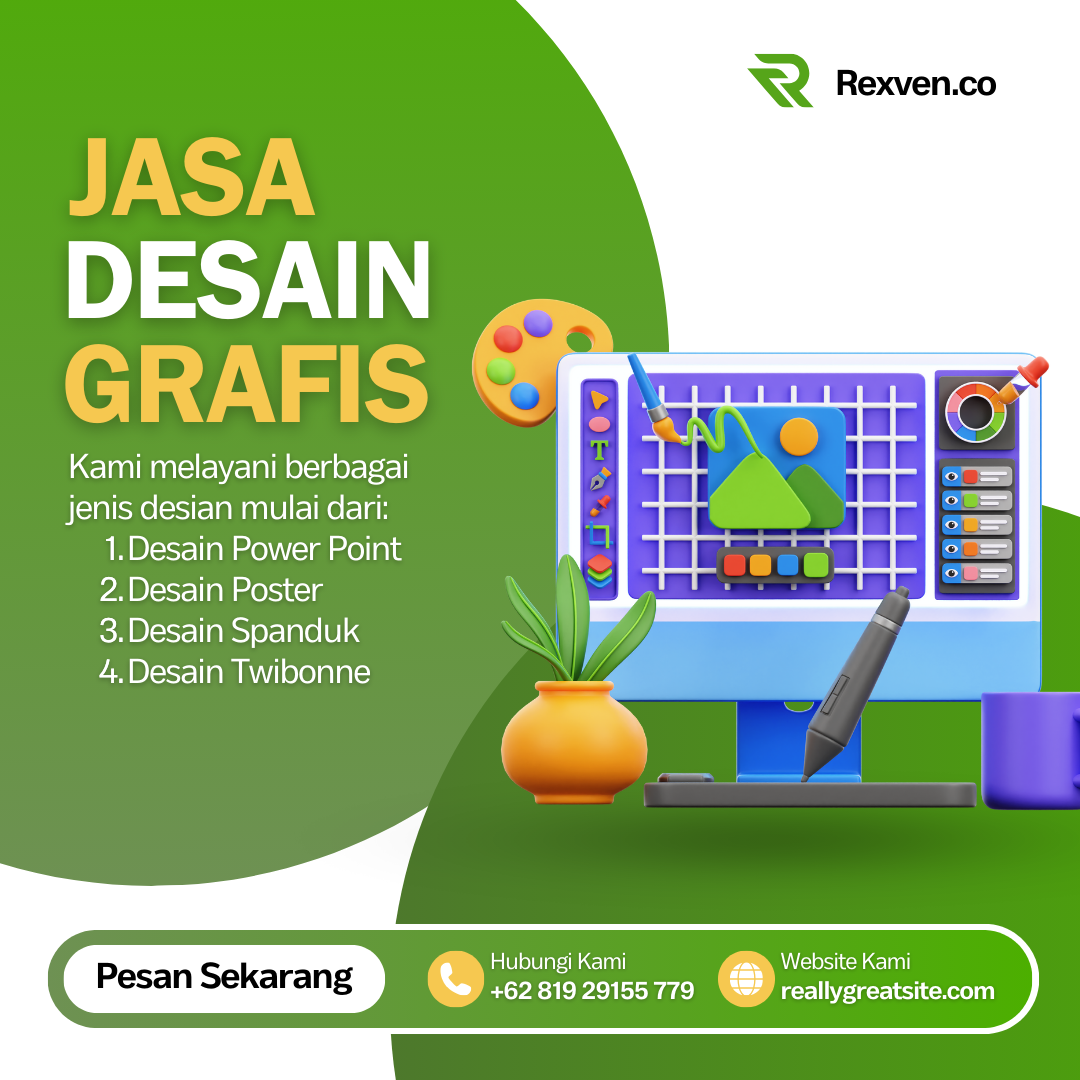 Rexven.co
JASA
DESAIN
GRAFIS
Kami melayani berbagai
jenis desian mulai dari:
1. Desain Power Point
2. Desain Poster
3. Desain Spanduk
4. Desain Twibonne
T
Pesan Sekarang
Hubungi Kami
+62 819 29155 779
Website Kami
reallygreatsite.com